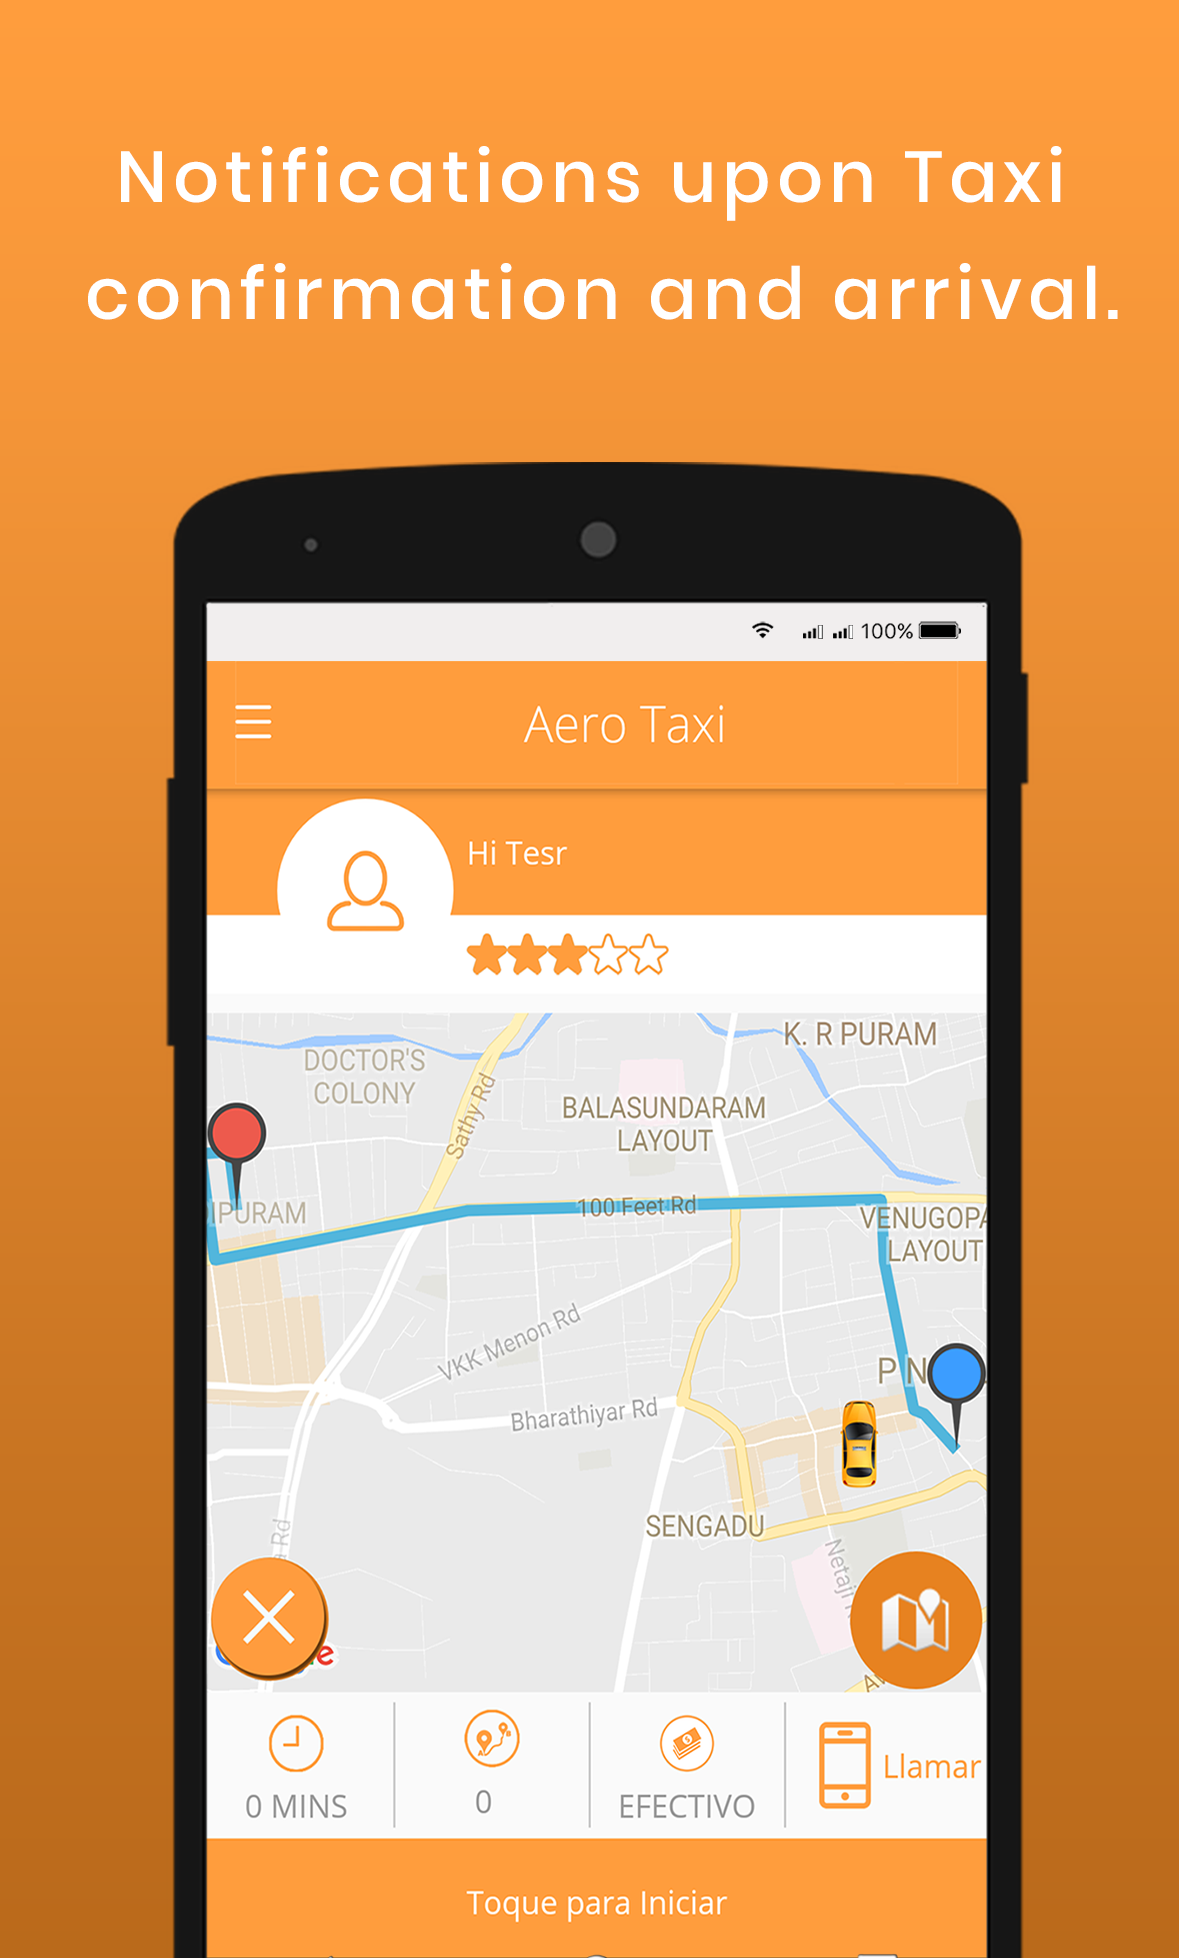 Notifications upon Taxi
confirmation and arrival.
100%
Aero Taxi
Hi Tesr
K. R PURAM
DOCTOR'S
COLONY
Sathy Rd
BALASUNDARAM
LAYOUT
100 Feet Rd
IPURAM
VENUGOPA
LAYOUT
VKK Menon Rd
P N
Bharathiyar Rd
SENGADU
Rd
Netaji
0 MINS
0
EFECTIVO
Llamar
Toque para Iniciar